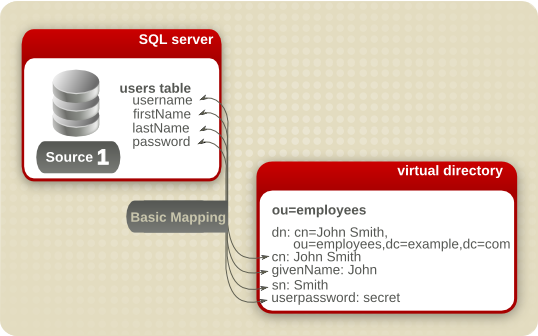 SQL server
users table
username
firstName
lastName
password
Source 1
Basic Mapping
virtual directory
ou=employees
dn: cn=John Smith,
ou=employees,dc=example,dc=com
cn: John Smith
givenName: John
sn: Smith
userpassword: secret